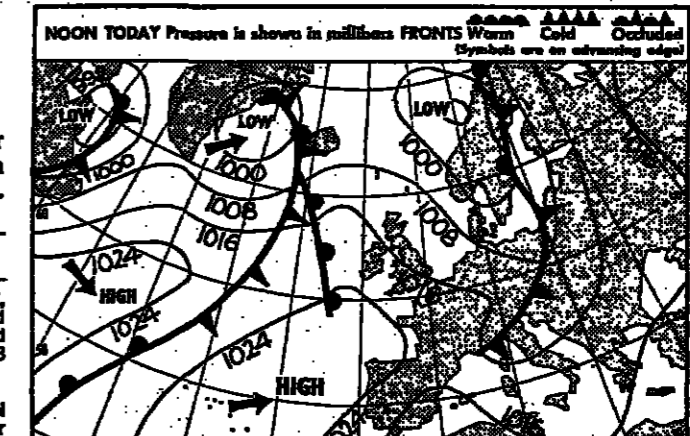 NOON TODAY Pressure is shown in millibars FRONTS Warm Cold Occluded
(Symbols are on advancing edge)
LOW
LOW
LOW
1000
1000
1000
1008
1008
1016
1024
HIGH
1024
1024
HIGH